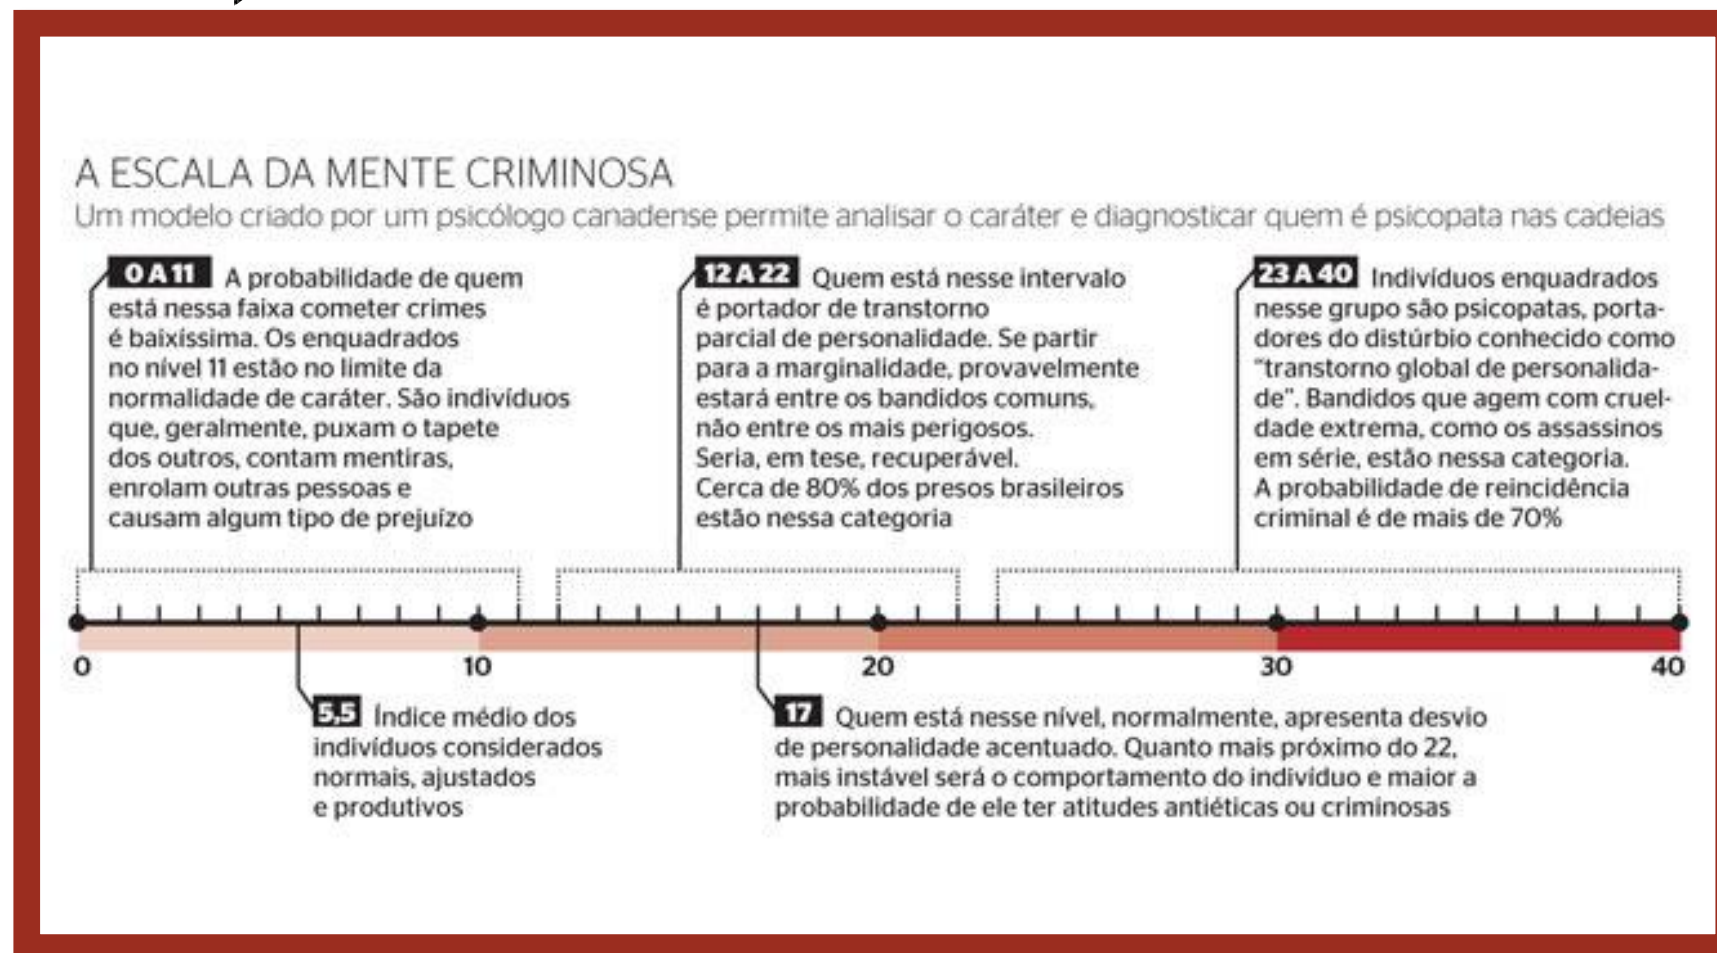 A ESCALA DA MENTE CRIMINOSA
Um modelo criado por um psicólogo canadense permite analisar o caráter e diagnosticar quem é psicopata nas cadeias
0 A 11 A probabilidade de quem
está nessa faixa cometer crimes
é baixíssima. Os enquadrados
no nível 11 estão no limite da
normalidade de caráter. São indivíduos
que, geralmente, puxam o tapete
dos outros, contam mentiras,
enrolam outras pessoas e
causam algum tipo de prejuízo
12 A 22 Quem está nesse intervalo
é portador de transtorno
parcial de personalidade. Se partir
para a marginalidade, provavelmente
estará entre os bandidos comuns,
não entre os mais perigosos.
Seria, em tese, recuperável.
Cerca de 80% dos presos brasileiros
estão nessa categoria
23 A 40 Indivíduos enquadrados
nesse grupo são psicopatas, porta-
dores do distúrbio conhecido como
"transtorno global de personalida-
de". Bandidos que agem com cruel-
dade extrema, como os assassinos
em série, estão nessa categoria.
A probabilidade de reincidência
criminal é de mais de 70%
0 10 20 30 40
5,5 Índice médio dos
indivíduos considerados
normais, ajustados
e produtivos
17 Quem está nesse nível, normalmente, apresenta desvio
de personalidade acentuado. Quanto mais próximo do 22,
mais instável será o comportamento do indivíduo e maior a
probabilidade de ele ter atitudes antiéticas ou criminosas